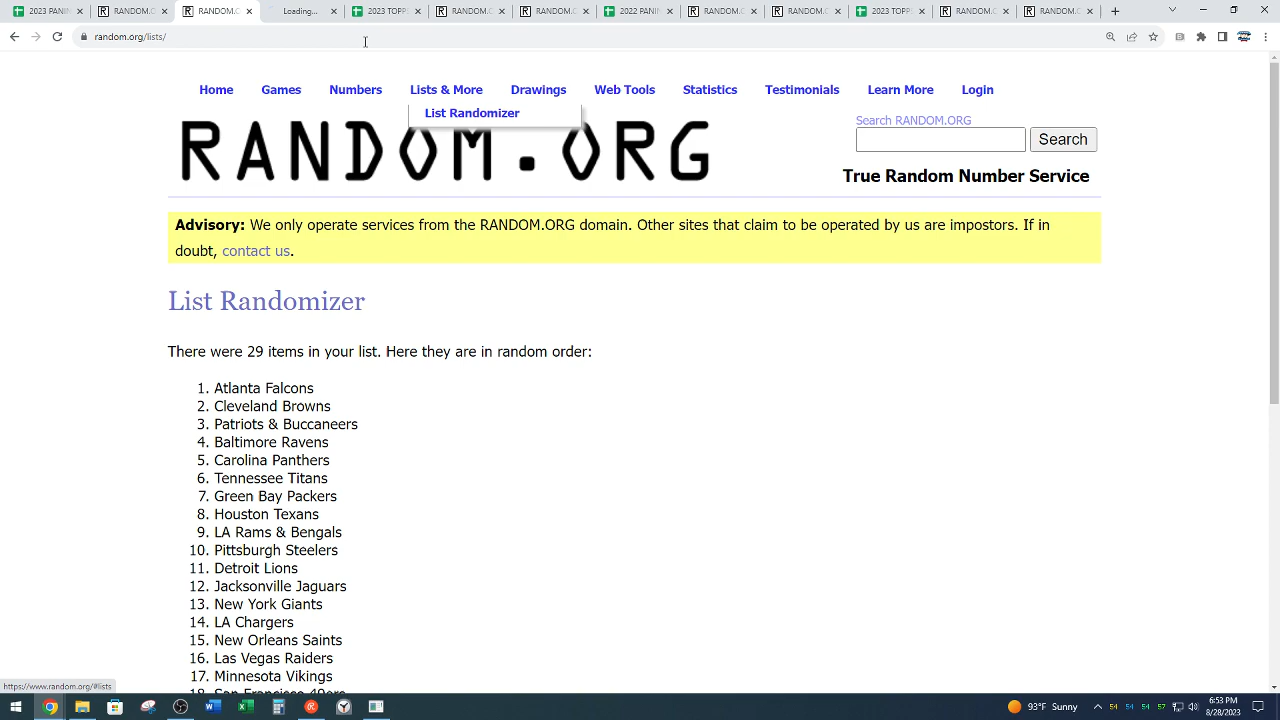 2023 PANIN
RANDOM.O
RANDOM.O
Loading...
2023 TOPP
RANDOM.O
RANDOM.O
2022 PANIN
RANDOM.O
RANDOM.O
2023 TOPP
RANDOM.O
RANDOM.O
random.org/lists/
Home Games Numbers Lists & More Drawings Web Tools Statistics Testimonials Learn More Login
List Randomizer
RANDOM.ORG
Search RANDOM.ORG
Search
True Random Number Service
Advisory: We only operate services from the RANDOM.ORG domain. Other sites that claim to be operated by us are impostors. If in
doubt, contact us.
List Randomizer
There were 29 items in your list. Here they are in random order:
1. Atlanta Falcons
2. Cleveland Browns
3. Patriots & Buccaneers
4. Baltimore Ravens
5. Carolina Panthers
6. Tennessee Titans
7. Green Bay Packers
8. Houston Texans
9. LA Rams & Bengals
10. Pittsburgh Steelers
11. Detroit Lions
12. Jacksonville Jaguars
13. New York Giants
14. LA Chargers
15. New Orleans Saints
16. Las Vegas Raiders
17. Minnesota Vikings
18. San Francisco 49ers
https://www.random.org/#lists
93°F Sunny
54 54 54 57
6:53 PM
8/28/2023